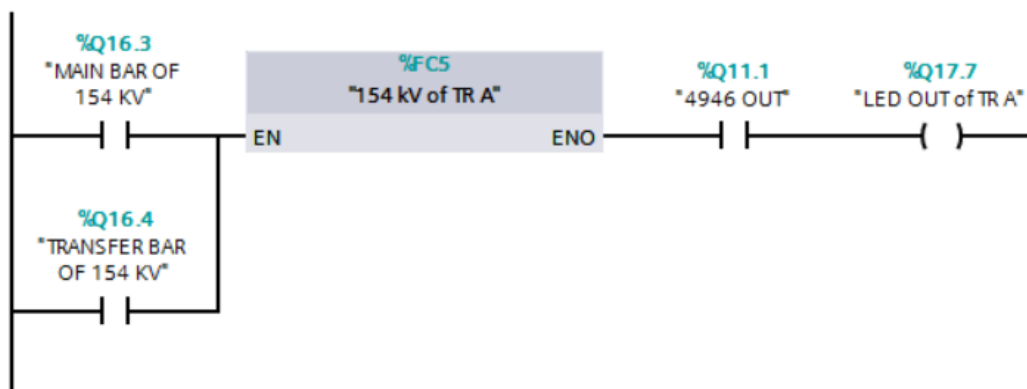 %Q16.3
"MAIN BAR OF
154 KV"
%FC5
"154 kV of TR A"
EN
ENO
%Q11.1
"4946 OUT"
%Q17.7
"LED OUT of TR A"
%Q16.4
"TRANSFER BAR
OF 154 KV"